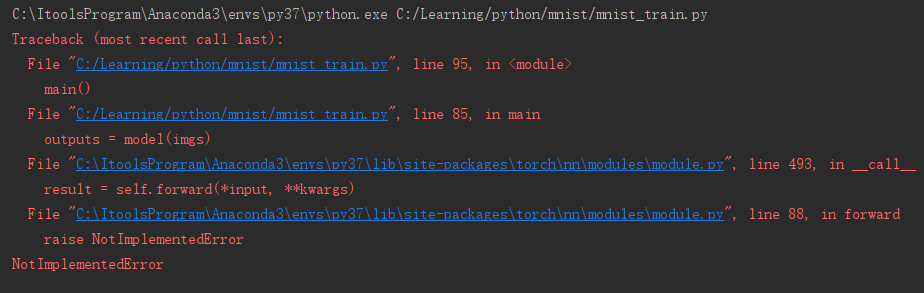 C:\ItoolsProgram\Anaconda3\envs\py37\python.exe C:/Learning/python/mnist/mnist_train.py
Traceback (most recent call last):
  File "C:/Learning/python/mnist/mnist_train.py", line 95, in <module>
    main()
  File "C:/Learning/python/mnist/mnist_train.py", line 85, in main
    outputs = model(imgs)
  File "C:\ItoolsProgram\Anaconda3\envs\py37\lib\site-packages\torch\nn\modules\module.py", line 493, in __call__
    result = self.forward(*input, **kwargs)
  File "C:\ItoolsProgram\Anaconda3\envs\py37\lib\site-packages\torch\nn\modules\module.py", line 88, in forward
    raise NotImplementedError
NotImplementedError